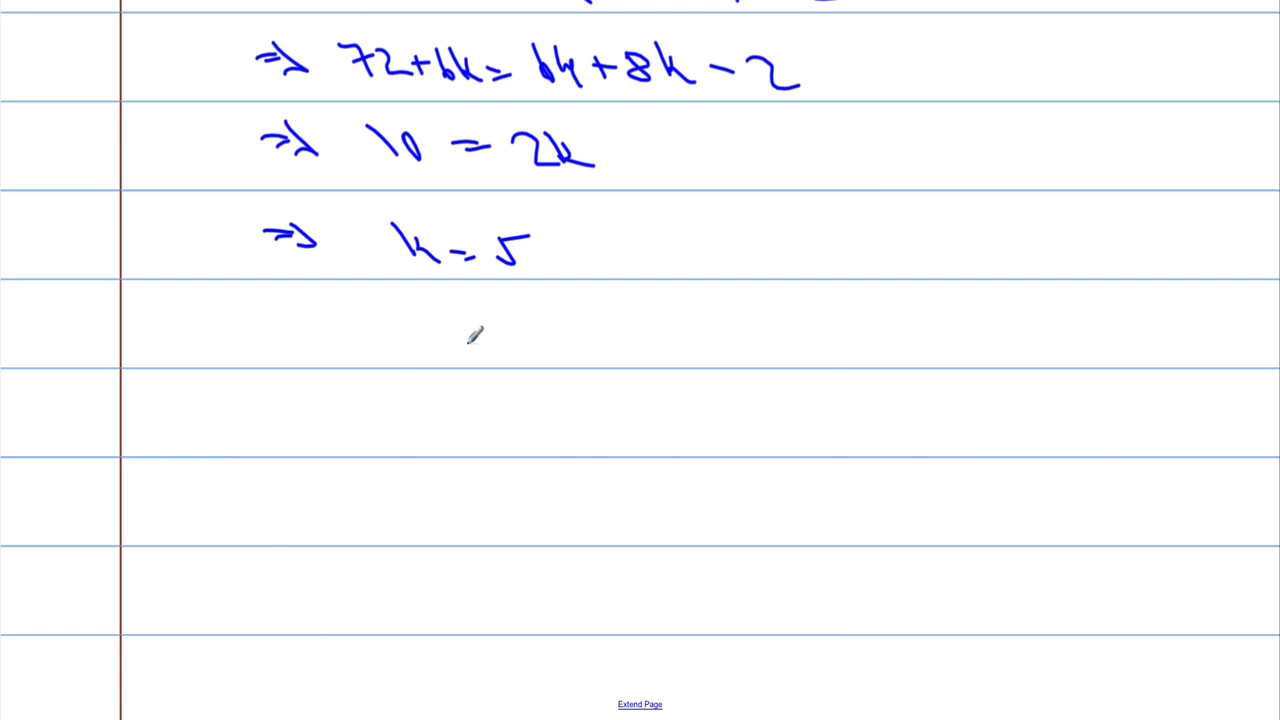 ⇒ 72+6k = 64+8k-2
⇒ 10 = 2k
⇒ k = 5
Extend Page